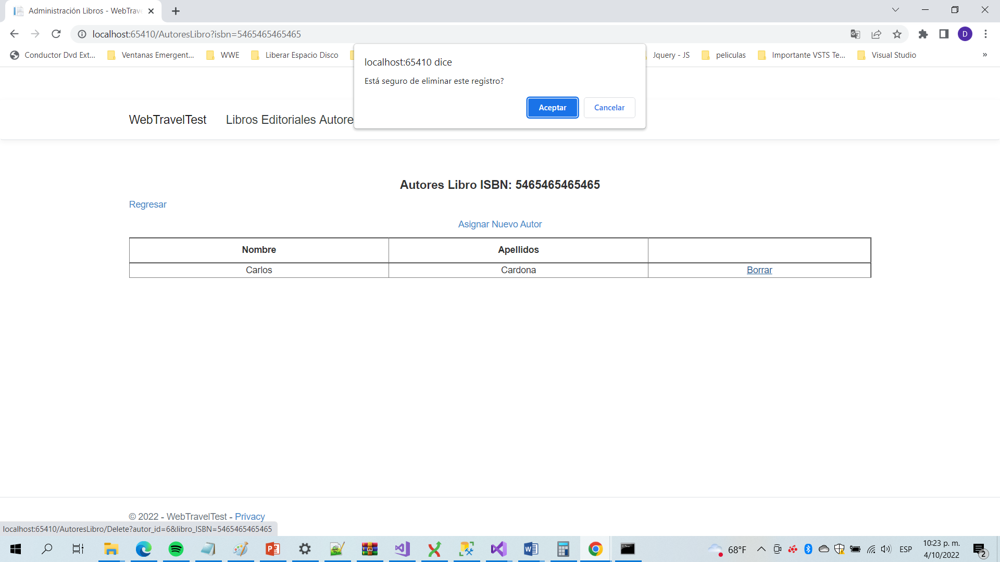 Administración Libros - WebTrave
localhost:65410/AutoresLibro?isbn=5465465465465
D
Conductor Dvd Ext...
Ventanas Emergent...
WWE
Liberar Espacio Disco
Jquery - JS
peliculas
Importante VSTS Te...
Visual Studio
»
localhost:65410 dice
Está seguro de eliminar este registro?
Aceptar
Cancelar
WebTravelTest
Libros Editoriales Autore
Autores Libro ISBN: 5465465465465
Regresar
Asignar Nuevo Autor
Nombre Apellidos
Carlos Cardona Borrar
© 2022 - WebTravelTest - Privacy
localhost:65410/AutoresLibro/Delete?autor_id=6&libro_ISBN=5465465465465
68°F
ESP
10:23 p. m.
4/10/2022
2